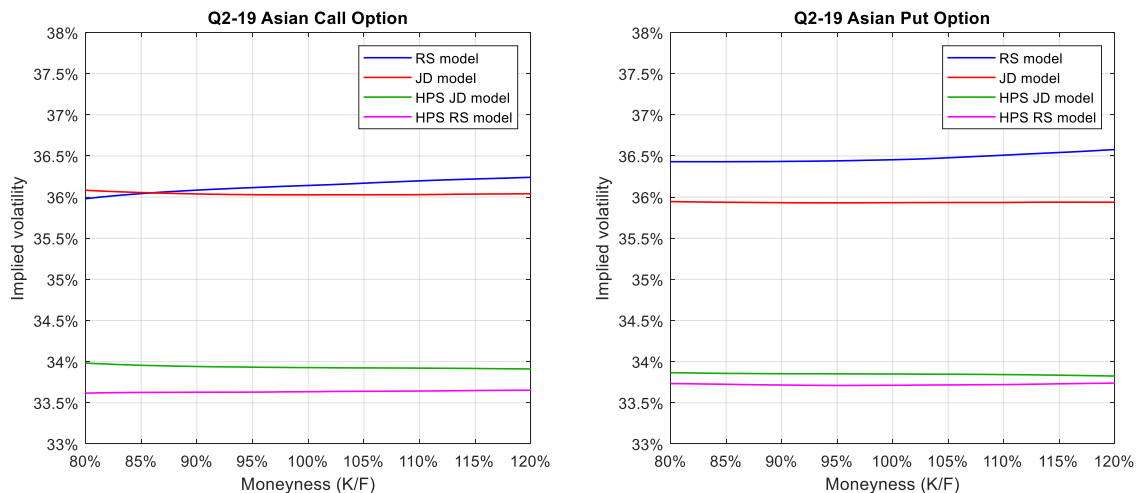 Q2-19 Asian Call Option
38%
37.5%
37%
36.5%
36%
35.5%
35%
34.5%
34%
33.5%
33%
Implied volatility
RS model
JD model
HPS JD model
HPS RS model
80%
85%
90%
95%
100%
105%
110%
115%
120%
Moneyness (K/F)
Q2-19 Asian Put Option
38%
37.5%
37%
36.5%
36%
35.5%
35%
34.5%
34%
33.5%
33%
Implied volatility
RS model
JD model
HPS JD model
HPS RS model
80%
85%
90%
95%
100%
105%
110%
115%
120%
Moneyness (K/F)